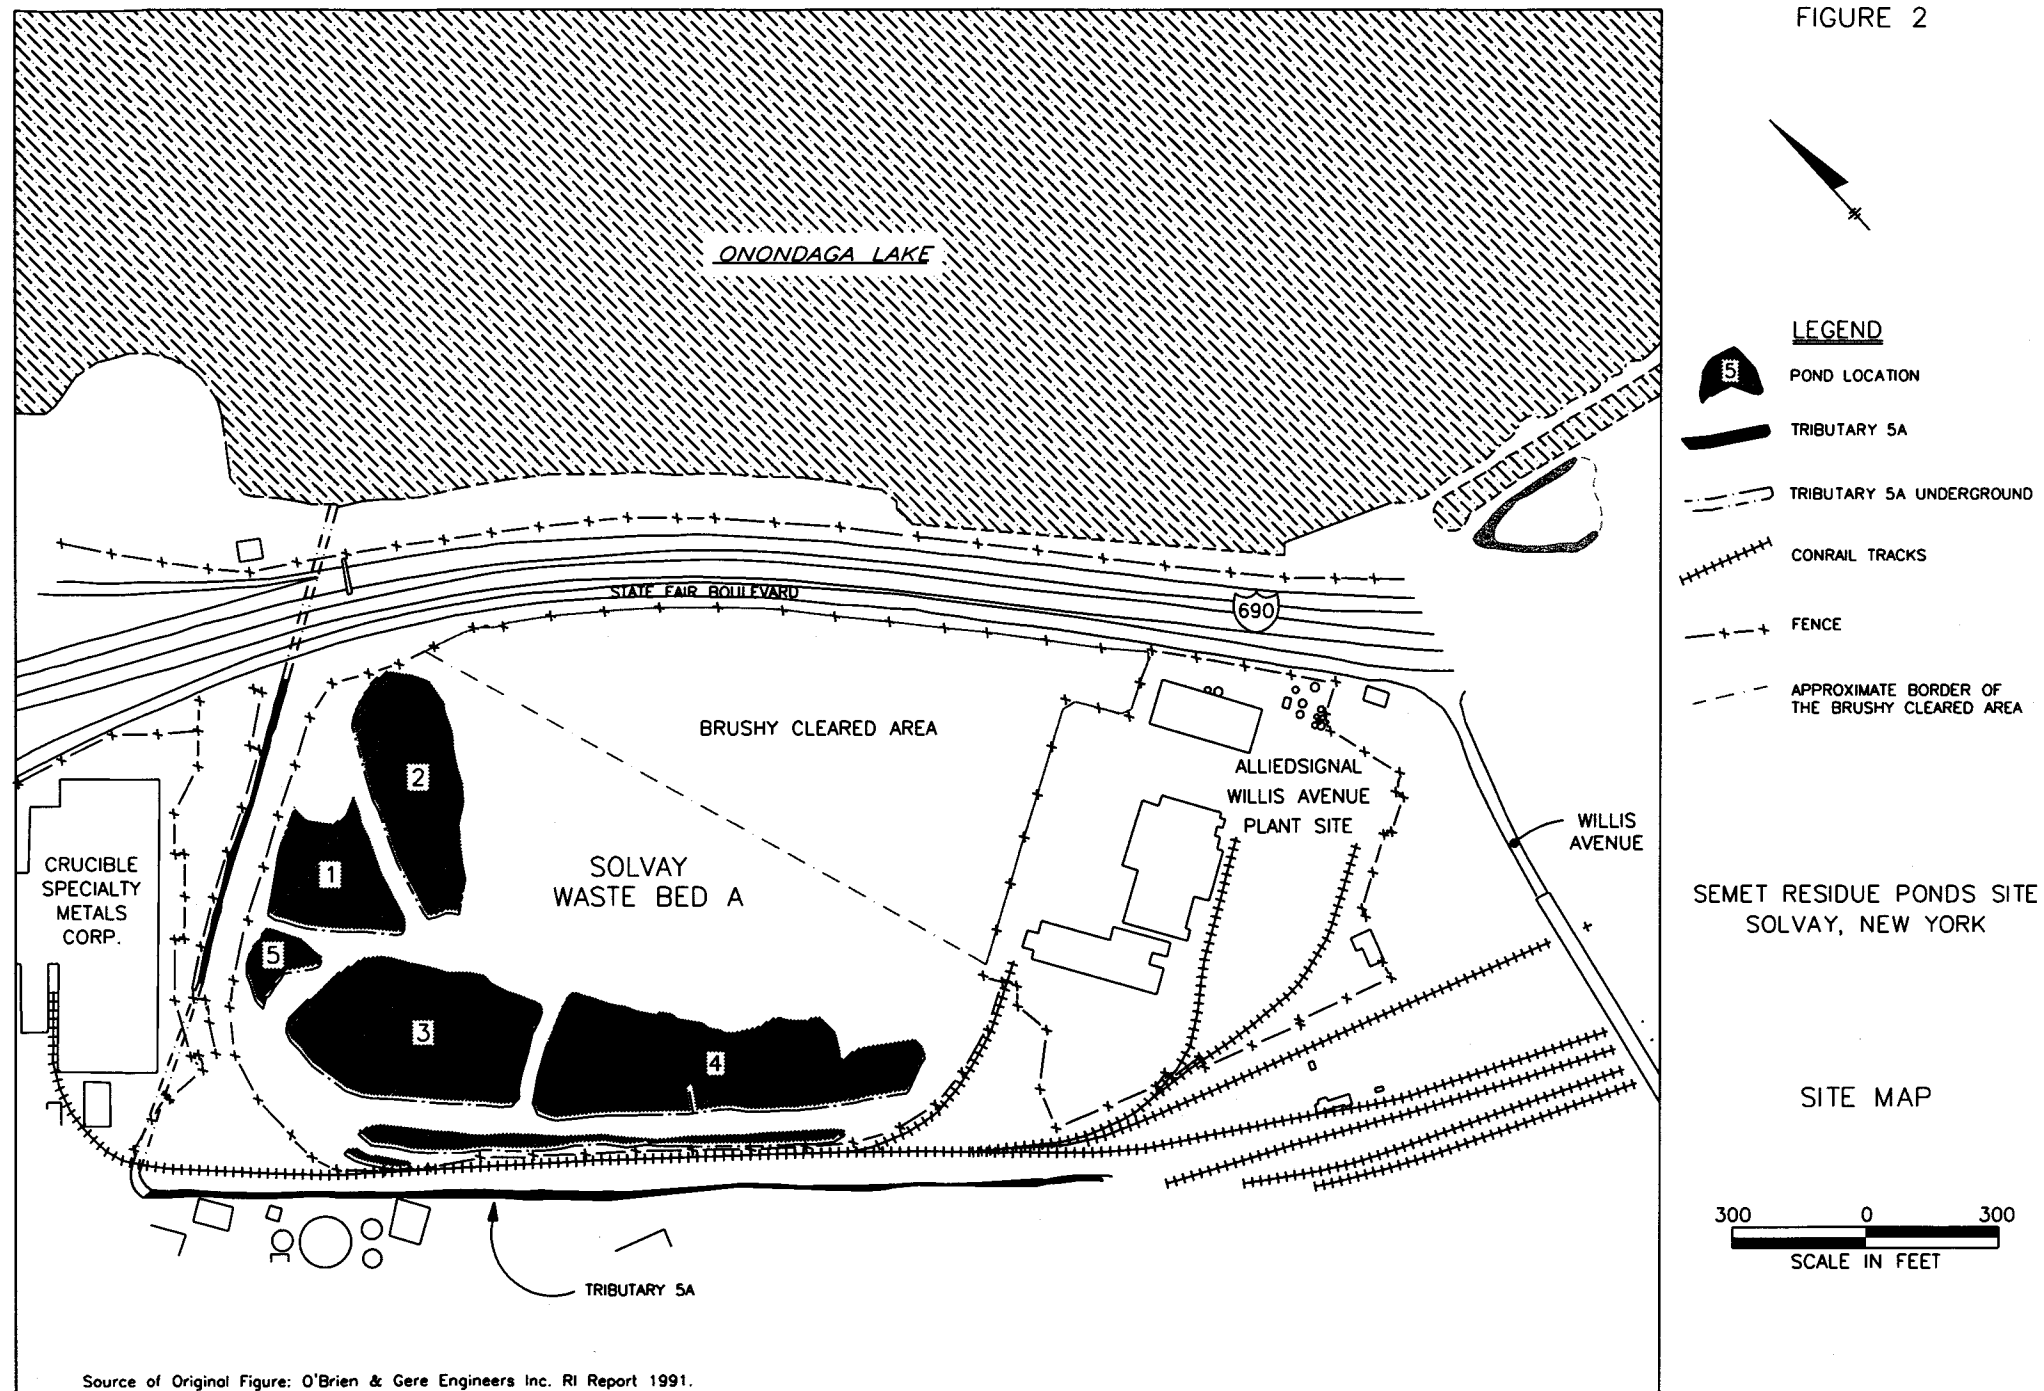 FIGURE 2
ONONDAGA LAKE
LEGEND
5
POND LOCATION
TRIBUTARY 5A
TRIBUTARY 5A UNDERGROUND
CONRAIL TRACKS
FENCE
APPROXIMATE BORDER OF
THE BRUSHY CLEARED AREA
STATE FAIR BOULEVARD
690
BRUSHY CLEARED AREA
2
ALLIEDSIGNAL
WILLIS AVENUE
PLANT SITE
WILLIS
AVENUE
CRUCIBLE
SPECIALTY
METALS
CORP.
1
SOLVAY
WASTE BED A
5
3
4
SEMET RESIDUE PONDS SITE
SOLVAY, NEW YORK
SITE MAP
300 0 300
SCALE IN FEET
TRIBUTARY 5A
Source of Original Figure: O'Brien & Gere Engineers Inc. RI Report 1991.